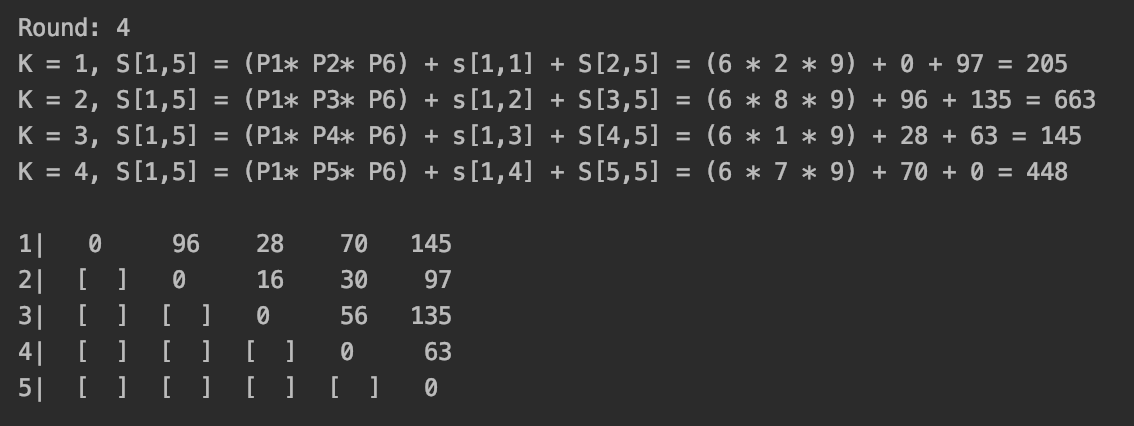 Round: 4
K = 1, S[1,5] = (P1* P2* P6) + s[1,1] + S[2,5] = (6 * 2 * 9) + 0 + 97 = 205
K = 2, S[1,5] = (P1* P3* P6) + s[1,2] + S[3,5] = (6 * 8 * 9) + 96 + 135 = 663
K = 3, S[1,5] = (P1* P4* P6) + s[1,3] + S[4,5] = (6 * 1 * 9) + 28 + 63 = 145
K = 4, S[1,5] = (P1* P5* P6) + s[1,4] + S[5,5] = (6 * 7 * 9) + 70 + 0 = 448
1|   0     96    28    70   145
2|  [  ]   0     16    30    97
3|  [  ]  [  ]   0     56   135
4|  [  ]  [  ]  [  ]   0     63
5|  [  ]  [  ]  [  ]  [  ]   0